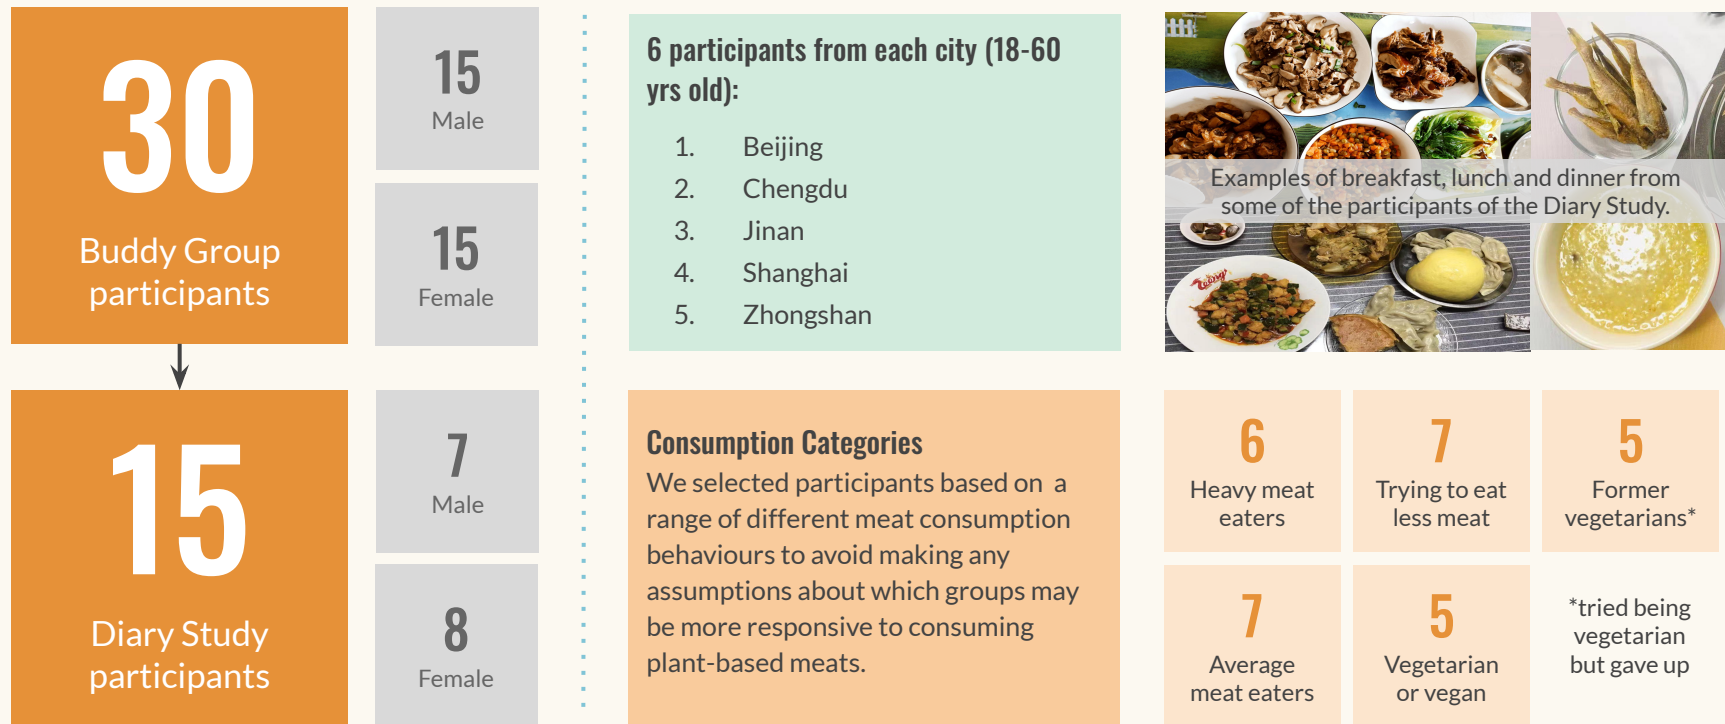 30
Buddy Group
participants
15
Male
15
Female
15
Diary Study
participants
7
Male
8
Female
6 participants from each city (18-60
yrs old):
1. Beijing
2. Chengdu
3. Jinan
4. Shanghai
5. Zhongshan
Consumption Categories
We selected participants based on a
range of different meat consumption
behaviours to avoid making any
assumptions about which groups may
be more responsive to consuming
plant-based meats.
Examples of breakfast, lunch and dinner from
some of the participants of the Diary Study.
6
Heavy meat
eaters
7
Trying to eat
less meat
5
Former
vegetarians*
7
Average
meat eaters
5
Vegetarian
or vegan
*tried being
vegetarian
but gave up